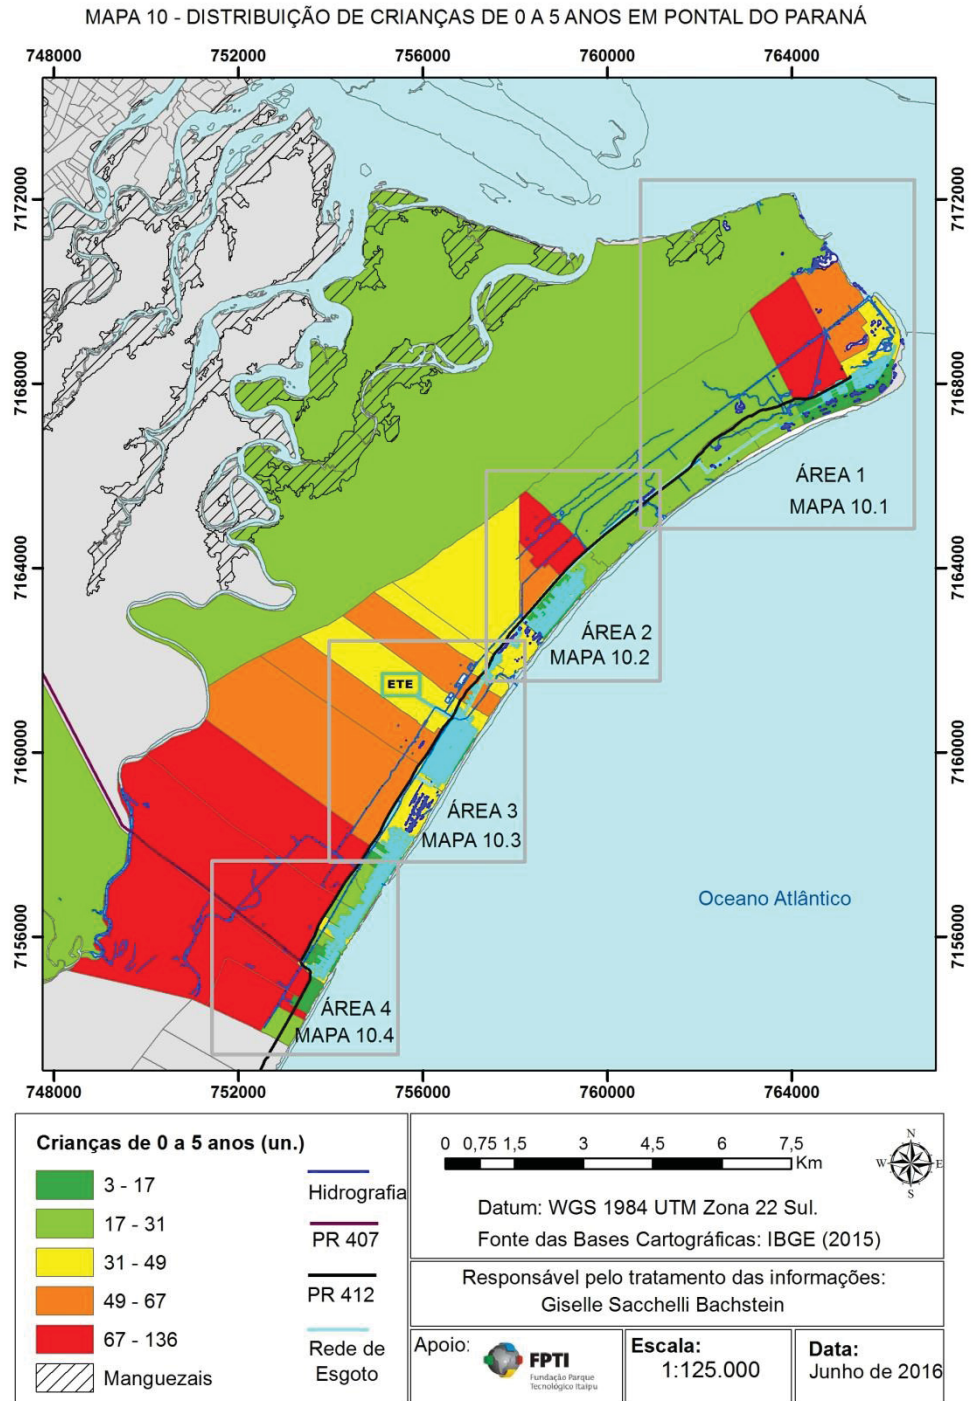 MAPA 10 - DISTRIBUIÇÃO DE CRIANÇAS DE 0 A 5 ANOS EM PONTAL DO PARANÁ
748000 752000 756000 760000 764000
7172000 7172000
7168000 7168000
ÁREA 1
MAPA 10.1
7164000 7164000
ÁREA 2
MAPA 10.2
ETE
7160000 7160000
ÁREA 3
MAPA 10.3
Oceano Atlântico
7156000 7156000
ÁREA 4
MAPA 10.4
748000 752000 756000 760000 764000
Crianças de 0 a 5 anos (un.)
3 - 17
17 - 31
31 - 49
49 - 67
67 - 136
Manguezais
Hidrografia
PR 407
PR 412
Rede de
Esgoto
0 0,75 1,5 3 4,5 6 7,5
Km
N
W E
S
Datum: WGS 1984 UTM Zona 22 Sul.
Fonte das Bases Cartográficas: IBGE (2015)
Responsável pelo tratamento das informações:
Giselle Sacchelli Bachstein
Apoio:
FPTI
Fundação Parque
Tecnológico Itaipu
Escala:
1:125.000
Data:
Junho de 2016